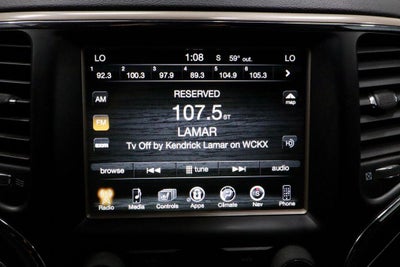 LO 1:08 S 59° out. LO
1 92.3 2 100.3 3 97.9 4 89.3 5 104.9 6 105.3
AM
RESERVED
map
FM
107.5 ST
LAMAR
Tv Off by Kendrick Lamar on WCKX
browse tune audio
Radio Media Controls Apps Climate Nav Phone